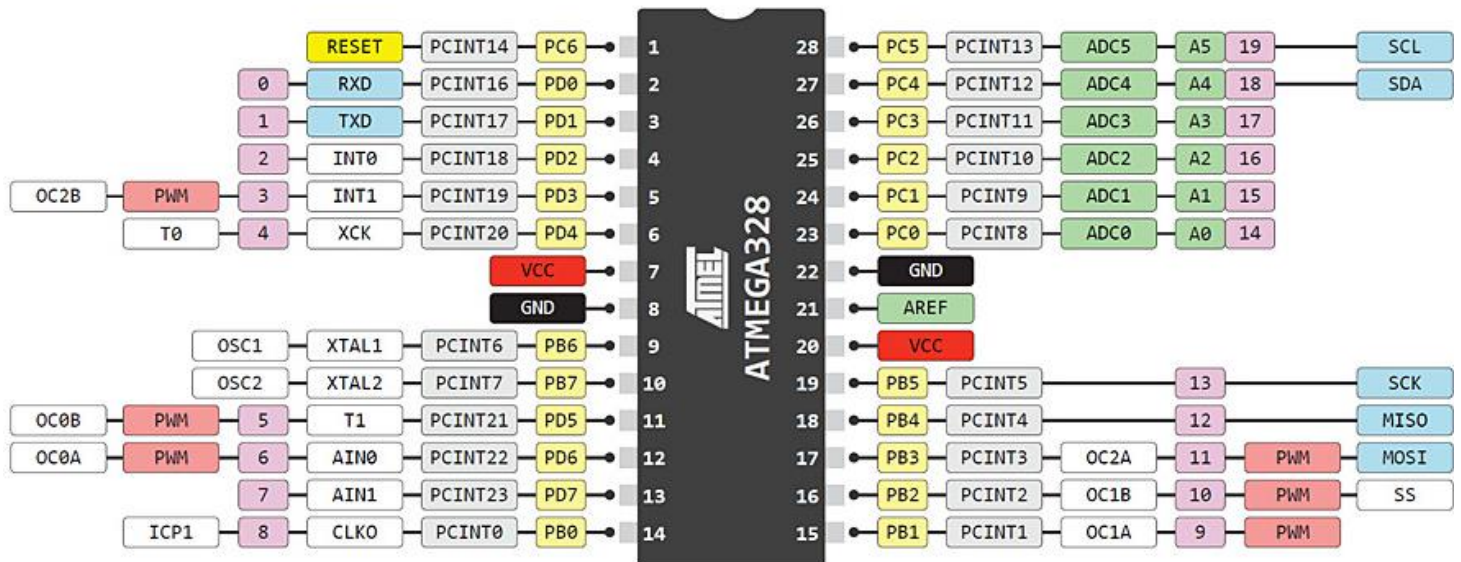 RESET PCINT14 PC6 1 28 PC5 PCINT13 ADC5 A5 19 SCL
0 RXD PCINT16 PD0 2 27 PC4 PCINT12 ADC4 A4 18 SDA
1 TXD PCINT17 PD1 3 26 PC3 PCINT11 ADC3 A3 17
2 INT0 PCINT18 PD2 4 25 PC2 PCINT10 ADC2 A2 16
OC2B PWM 3 INT1 PCINT19 PD3 5 24 PC1 PCINT9 ADC1 A1 15
T0 4 XCK PCINT20 PD4 6 23 PC0 PCINT8 ADC0 A0 14
VCC 7 22 GND
GND 8 21 AREF
OSC1 XTAL1 PCINT6 PB6 9 20 VCC
OSC2 XTAL2 PCINT7 PB7 10 19 PB5 PCINT5 13 SCK
OC0B PWM 5 T1 PCINT21 PD5 11 18 PB4 PCINT4 12 MISO
OC0A PWM 6 AIN0 PCINT22 PD6 12 17 PB3 PCINT3 OC2A 11 PWM MOSI
7 AIN1 PCINT23 PD7 13 16 PB2 PCINT2 OC1B 10 PWM SS
ICP1 8 CLKO PCINT0 PB0 14 15 PB1 PCINT1 OC1A 9 PWM
ATMEL
ATMEGA328